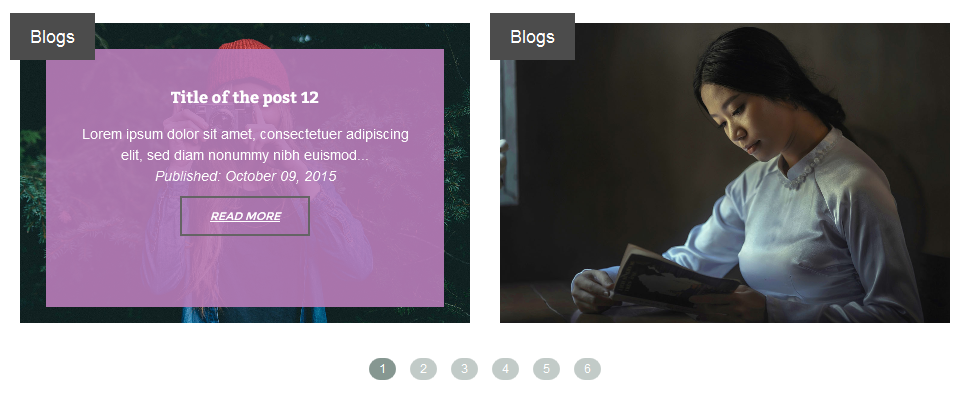 Blogs
Title of the post 12
Lorem ipsum dolor sit amet, consectetuer adipiscing
elit, sed diam nonummy nibh euismod...
Published: October 09, 2015
READ MORE
Blogs
1 2 3 4 5 6